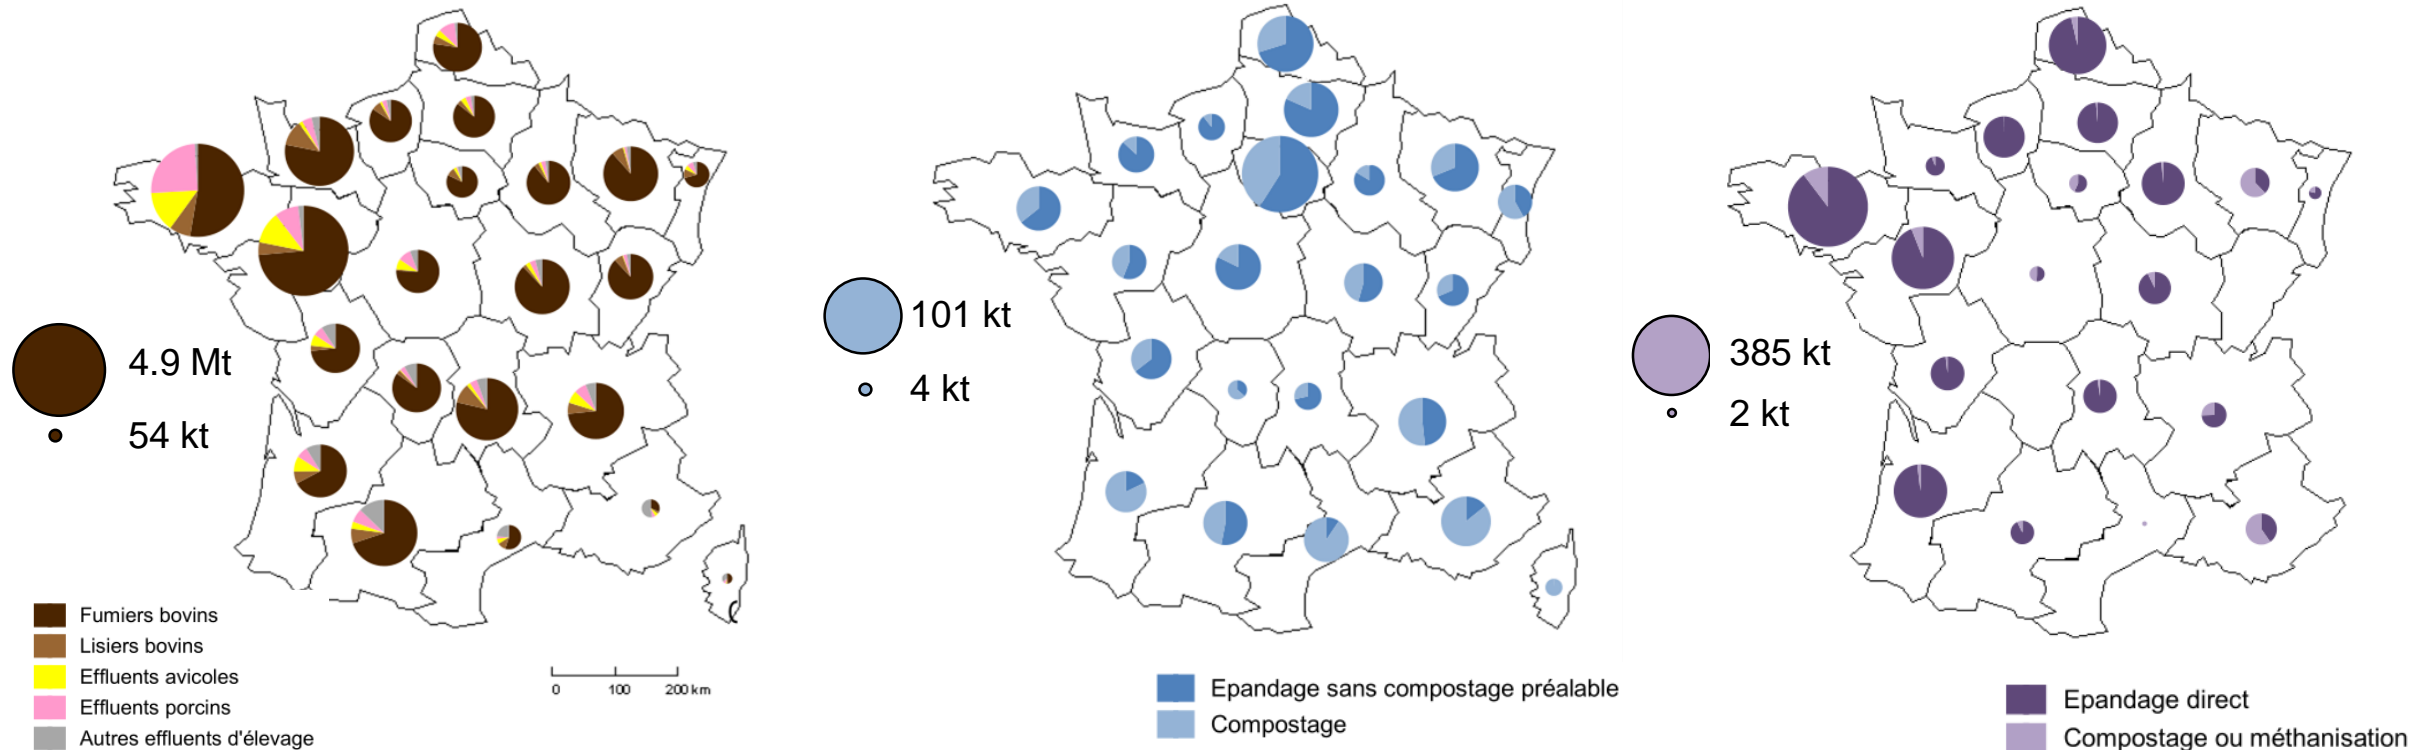 4.9 Mt
54 kt
Fumiers bovins
Lisiers bovins
Effluents avicoles
Effluents porcins
Autres effluents d'élevage
0 100 200 km
101 kt
4 kt
Epandage sans compostage préalable
Compostage
385 kt
2 kt
Epandage direct
Compostage ou méthanisation